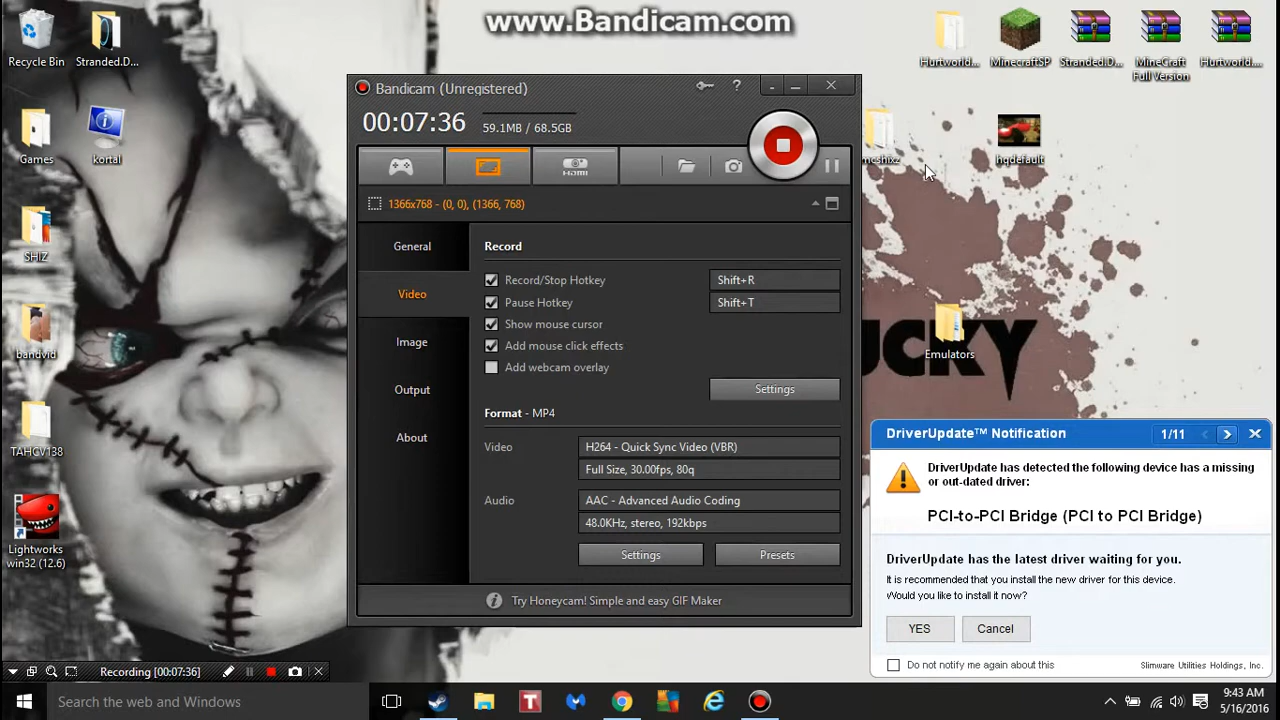 www.Bandicam.com
Recycle Bin
Stranded.D...
Hurtworld...
MinecraftSP
Stranded.D...
MineCraft
Full Version
Hurtworld....
Bandicam (Unregistered)
?
00:07:36
59.1MB / 68.5GB
HDMI
Games
kortal
mcshixz
hqdefault
1366x768 - (0, 0), (1366, 768)
General
Video
Image
Output
About
Record
Record/Stop Hotkey
Shift+R
Pause Hotkey
Shift+T
Show mouse cursor
Add mouse click effects
Add webcam overlay
Settings
Format - MP4
Video
H264 - Quick Sync Video (VBR)
Full Size, 30.00fps, 80q
Audio
AAC - Advanced Audio Coding
48.0KHz, stereo, 192kbps
Settings
Presets
Try Honeycam! Simple and easy GIF Maker
SHIZ
bandvid
TAHCV138
Lightworks
win32 (12.6)
Emulators
UCKY
DriverUpdate™ Notification
1/11
DriverUpdate has detected the following device has a missing
or out-dated driver:
PCI-to-PCI Bridge (PCI to PCI Bridge)
DriverUpdate has the latest driver waiting for you.
It is recommended that you install the new driver for this device.
Would you like to install it now?
YES
Cancel
Do not notify me again about this
Slimware Utilities Holdings, Inc.
Recording [00:07:36]
Search the web and Windows
9:43 AM
5/16/2016